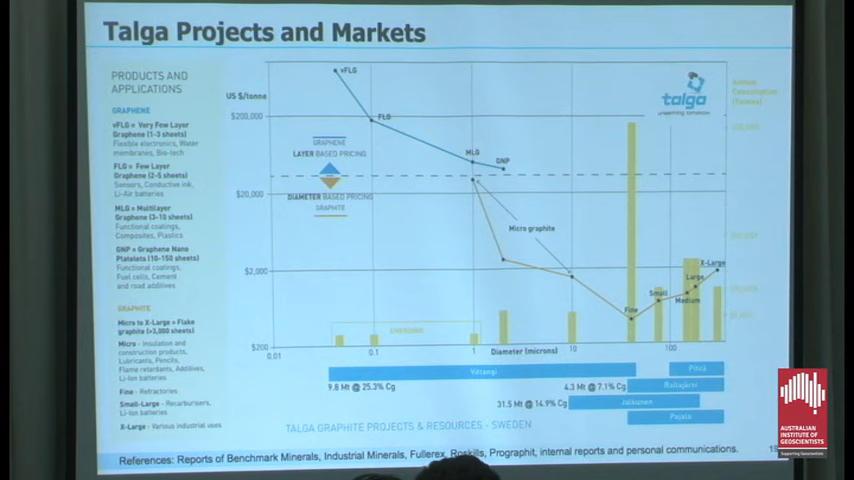 Talga Projects and Markets
PRODUCTS AND
APPLICATIONS
GRAPHENE
vFLG = Very Few Layer
Graphene (1-3 sheets)
Flexible electronics, Water
membranes, Bio-tech
FLG = Few Layer
Graphene (2-5 sheets)
Sensors, Conductive ink,
Li-Air batteries
MLG = Multilayer
Graphene (3-10 sheets)
Functional coatings,
Composites, Plastics
GNP = Graphene Nano
Platelets (10-150 sheets)
Functional coatings,
Fuel cells, Cement
and road additives
GRAPHITE
Micro to X-Large = Flake
graphite (>3,000 sheets)
Micro - Insulation and
construction products,
Lubricants, Pencils,
Flame retardants, Additives,
Li-Ion batteries
Fine - Refractories
Small-Large - Recarburisers,
Li-Ion batteries
X-Large - Various industrial uses
US $/tonne
$200,000
$20,000
$2,000
$200
vFLG
FLG
MLG
GNP
GRAPHENE
LAYER BASED PRICING
DIAMETER BASED PRICING
GRAPHITE
Micro graphite
talga
Annual
Consumption
(Tonnes)
X-Large
Large
Small
Medium
Fine
EMERGING
0.01
0.1
1
Diameter (microns)
10
100
Vittangi
Piteå
9.8 Mt @ 25.3% Cg
4.3 Mt @ 7.1% Cg
Raitajärvi
31.5 Mt @ 14.9% Cg
Jalkunen
Pajala
TALGA GRAPHITE PROJECTS & RESOURCES - SWEDEN
References: Reports of Benchmark Minerals, Industrial Minerals, Fullerex, Roskills, Prographit, internal reports and personal communications.
AUSTRALIAN
INSTITUTE OF
GEOSCIENTISTS
Supporting Geoscientists